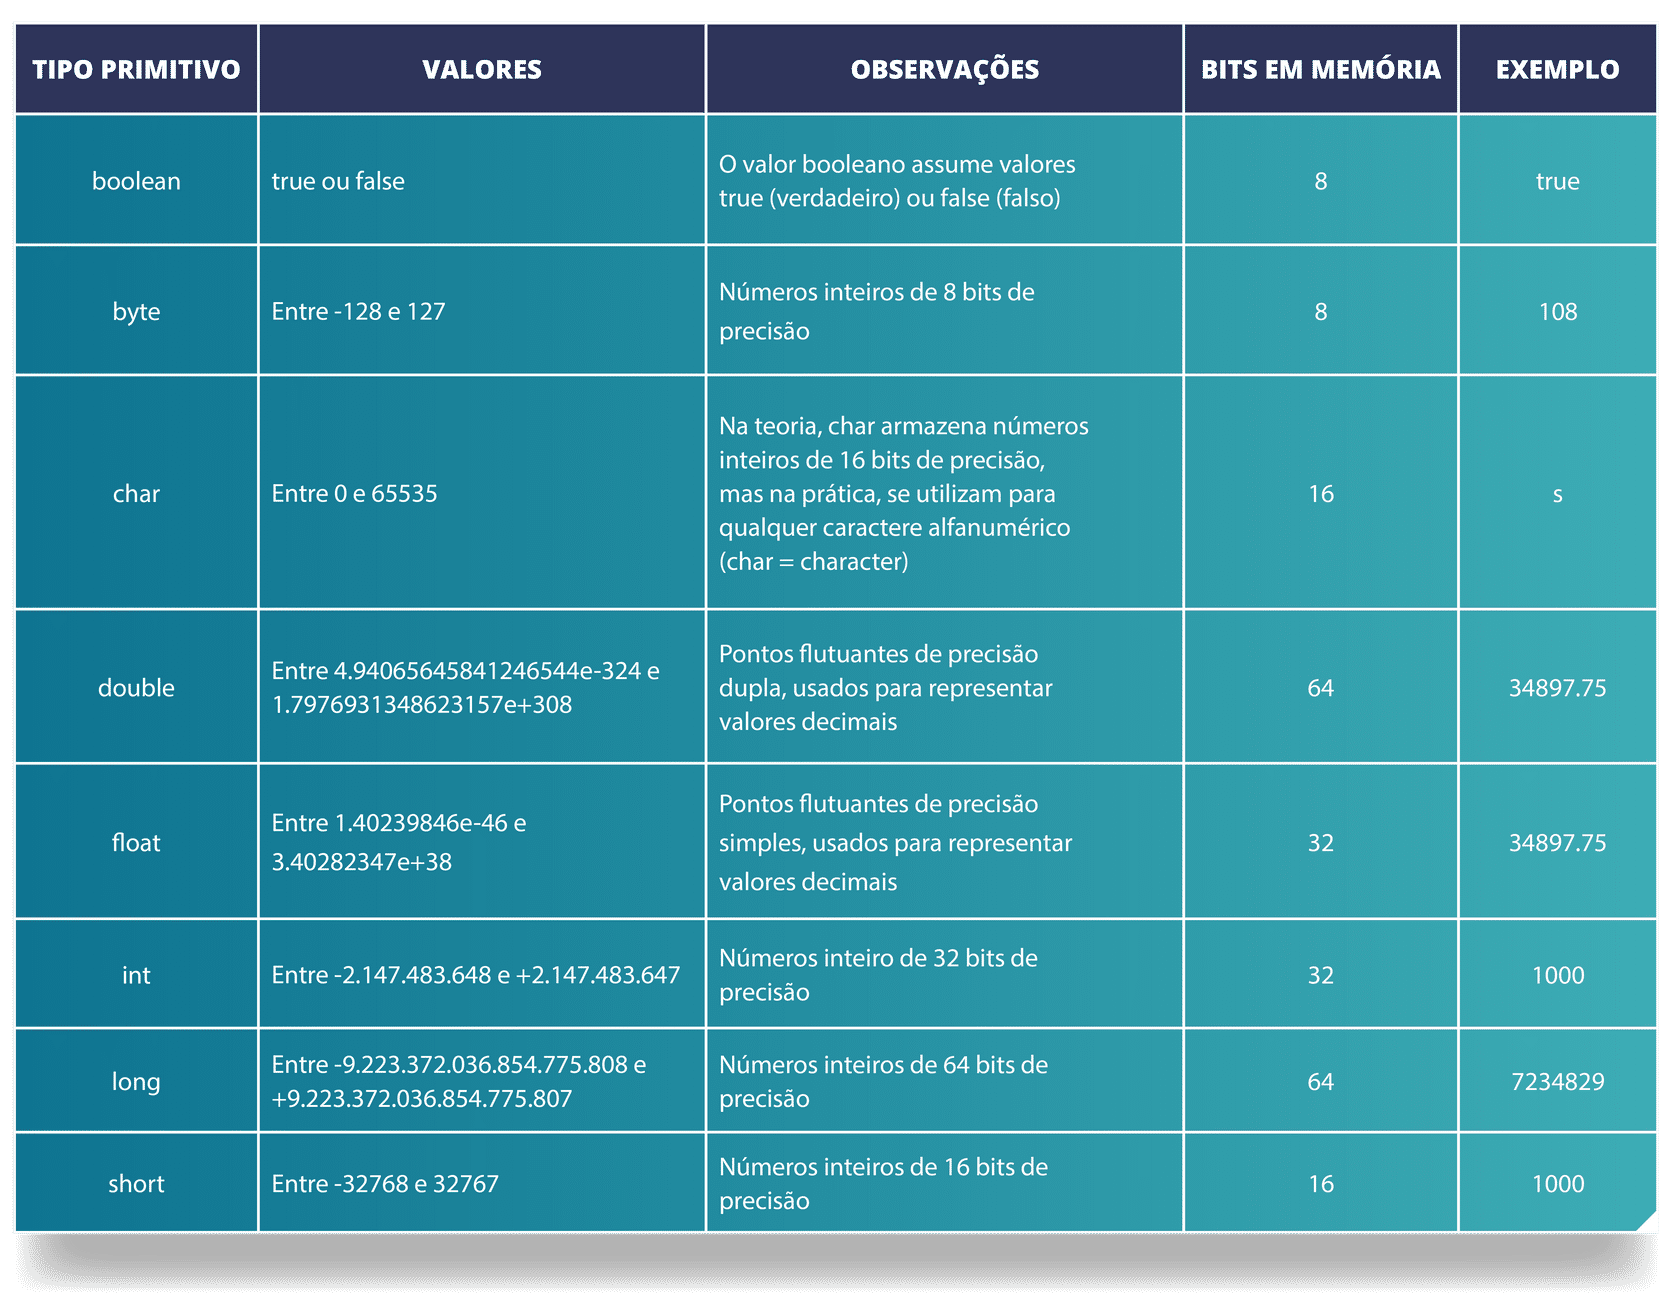 TIPO PRIMITIVO VALORES OBSERVAÇÕES BITS EM MEMÓRIA EXEMPLO
boolean
true ou false
O valor booleano assume valores
true (verdadeiro) ou false (falso)
8
true
byte
Entre -128 e 127
Números inteiros de 8 bits de
precisão
8
108
char
Entre 0 e 65535
Na teoria, char armazena números
inteiros de 16 bits de precisão,
mas na prática, se utilizam para
qualquer caractere alfanumérico
(char = character)
16
s
double
Entre 4.94065645841246544e-324 e
1.7976931348623157e+308
Pontos flutuantes de precisão
dupla, usados para representar
valores decimais
64
34897.75
float
Entre 1.40239846e-46 e
3.40282347e+38
Pontos flutuantes de precisão
simples, usados para representar
valores decimais
32
34897.75
int
Entre -2.147.483.648 e +2.147.483.647
Números inteiro de 32 bits de
precisão
32
1000
long
Entre -9.223.372.036.854.775.808 e
+9.223.372.036.854.775.807
Números inteiros de 64 bits de
precisão
64
7234829
short
Entre -32768 e 32767
Números inteiros de 16 bits de
precisão
16
1000